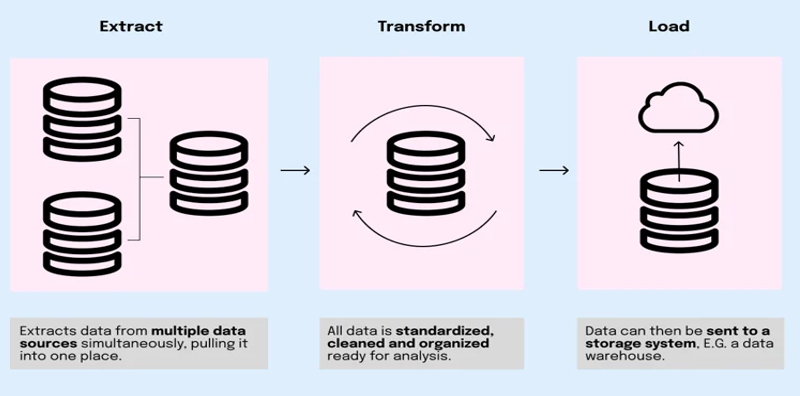 Extract
Transform
Load
Extracts data from multiple data
sources simultaneously, pulling it
into one place.
All data is standardized,
cleaned and organized
ready for analysis.
Data can then be sent to a
storage system, E.G. a data
warehouse.